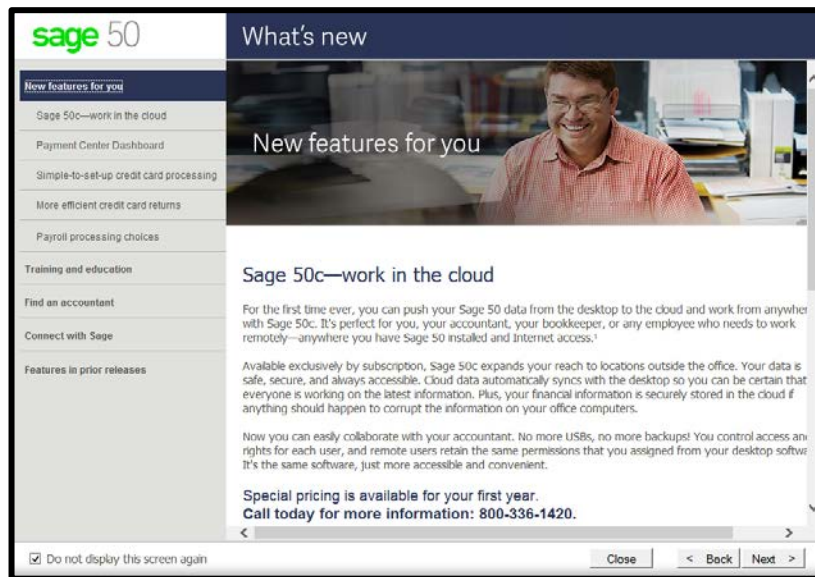 sage 50
What's new
New features for you
Sage 50c—work in the cloud
Payment Center Dashboard
Simple-to-set-up credit card processing
More efficient credit card returns
Payroll processing choices
Training and education
Find an accountant
Connect with Sage
Features in prior releases
New features for you
Sage 50c—work in the cloud
For the first time ever, you can push your Sage 50 data from the desktop to the cloud and work from anywher
with Sage 50c. It's perfect for you, your accountant, your bookkeeper, or any employee who needs to work
remotely—anywhere you have Sage 50 installed and Internet access.¹
Available exclusively by subscription, Sage 50c expands your reach to locations outside the office. Your data is
safe, secure, and always accessible. Cloud data automatically syncs with the desktop so you can be certain that
everyone is working on the latest information. Plus, your financial information is securely stored in the cloud if
anything should happen to corrupt the information on your office computers.
Now you can easily collaborate with your accountant. No more USBs, no more backups! You control access an
rights for each user, and remote users retain the same permissions that you assigned from your desktop softwa
It's the same software, just more accessible and convenient.
Special pricing is available for your first year.
Call today for more information: 800-336-1420.
Do not display this screen again
Close
< Back
Next >